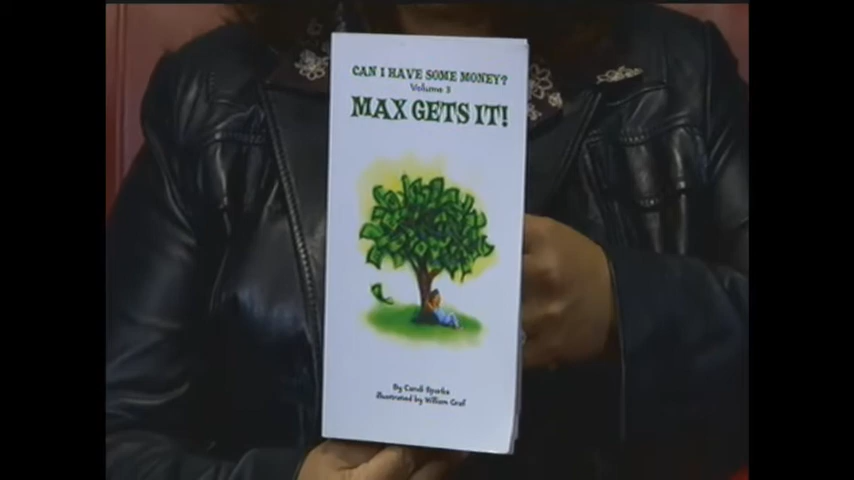 CAN I HAVE SOME MONEY?
Volume 3
MAX GETS IT!
By Candi Sparks
illustrated by William Graf